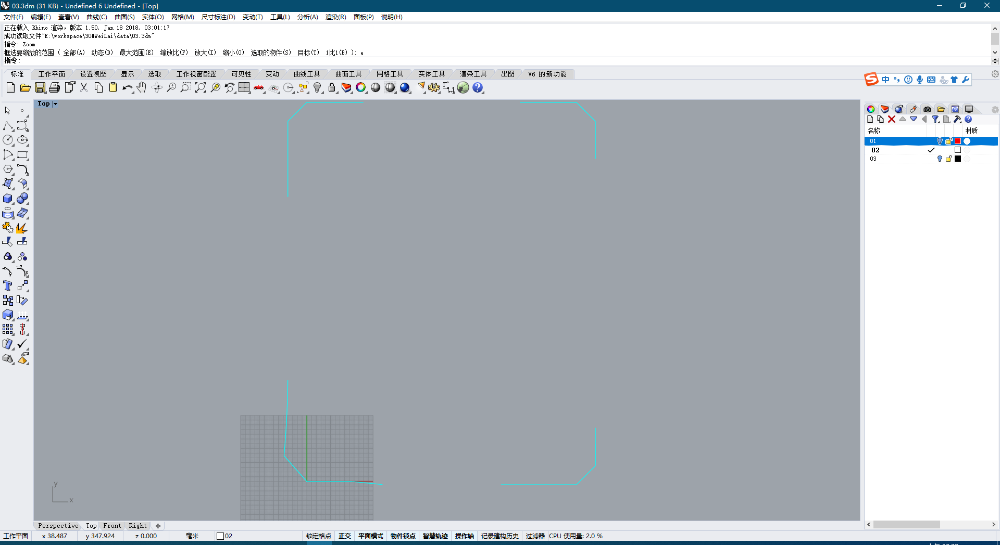 03.3dm (31 KB) - Undefined 6 Undefined - [Top]
文件(F) 编辑(E) 查看(V) 曲线(C) 曲面(S) 实体(O) 网格(M) 尺寸标注(D) 变动(T) 工具(L) 分析(A) 渲染(R) 面板(P) 说明(H)
正在载入 Rhino 渲染，版本 1.50, Jan 18 2018, 03:01:17
成功读取文件"E:\workspace\30#WeiLai\data\03.3dm"
指令: Zoom
框选要缩放的范围 ( 全部(A) 动态(D) 最大范围(E) 缩放比(F) 放大(I) 缩小(O) 选取的物件(S) 目标(T) 1比1(B) ): e
指令:
标准 工作平面 设置视图 显示 选取 工作视窗配置 可见性 变动 曲线工具 曲面工具 网格工具 实体工具 渲染工具 出图 V6 的新功能
中
Top
名称 材质
01
02
03
y
x
Perspective Top Front Right
工作平面 x 38.487 y 347.924 z 0.000 毫米 02 锁定格点 正交 平面模式 物件锁点 智慧轨迹 操作轴 记录建构历史 过滤器 CPU 使用量: 2.0 %